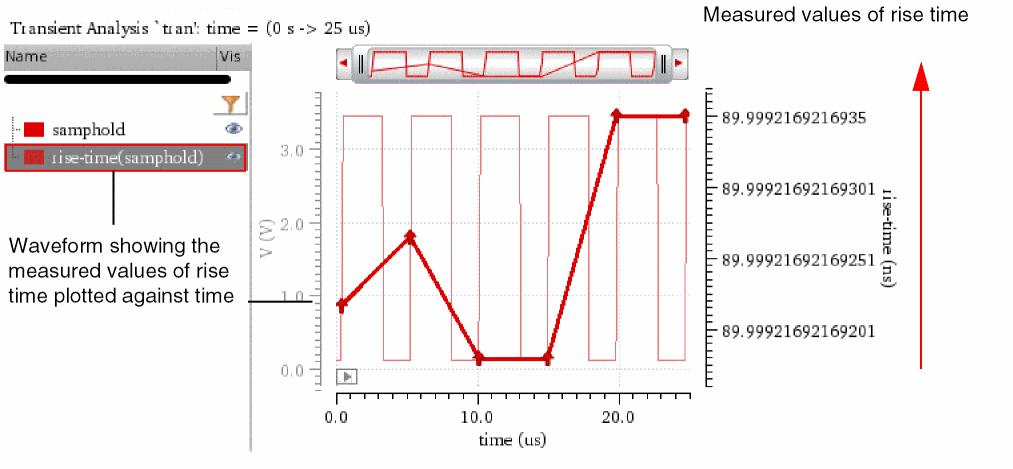 Measured values of rise time
Transient Analysis `tran': time = (0 s -> 25 us)
Name Vis
samphold
rise-time(samphold)
Waveform showing the
measured values of rise
time plotted against time
V (V)
3.0
2.0
1.0
0.0
0.0 10.0 20.0
time (us)
89.9992169216935
89.99921692169301
89.99921692169251
89.99921692169201
rise-time (ns)